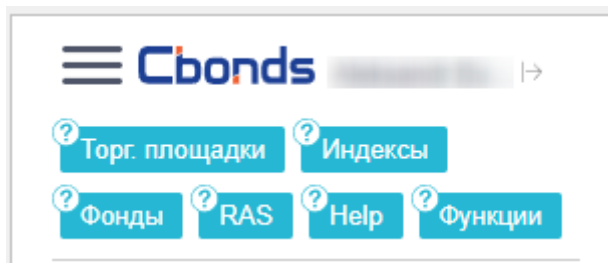 Cbonds
? Торг. площадки ? Индексы
? Фонды ? RAS ? Help ? Функции